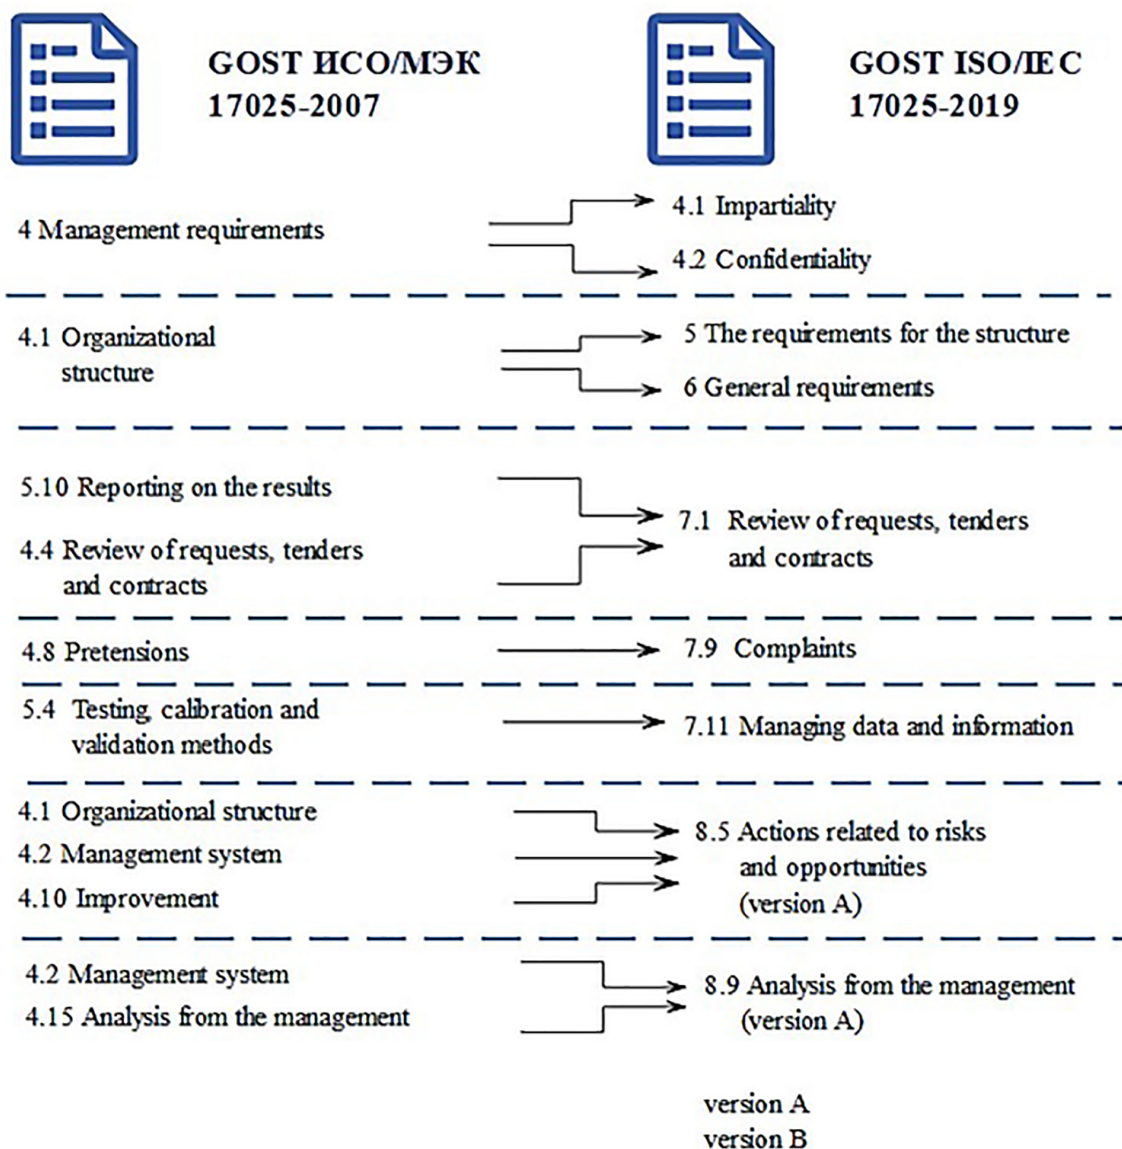 GOST ИСО/МЭК
17025-2007
GOST ISO/IEC
17025-2019
4 Management requirements
4.1 Impartiality
4.2 Confidentiality
4.1 Organizational
structure
5 The requirements for the structure
6 General requirements
5.10 Reporting on the results
4.4 Review of requests, tenders
and contracts
7.1 Review of requests, tenders
and contracts
4.8 Pretensions
7.9 Complaints
5.4 Testing, calibration and
validation methods
7.11 Managing data and information
4.1 Organizational structure
4.2 Management system
4.10 Improvement
8.5 Actions related to risks
and opportunities
(version A)
4.2 Management system
4.15 Analysis from the management
8.9 Analysis from the management
(version A)
version A
version B